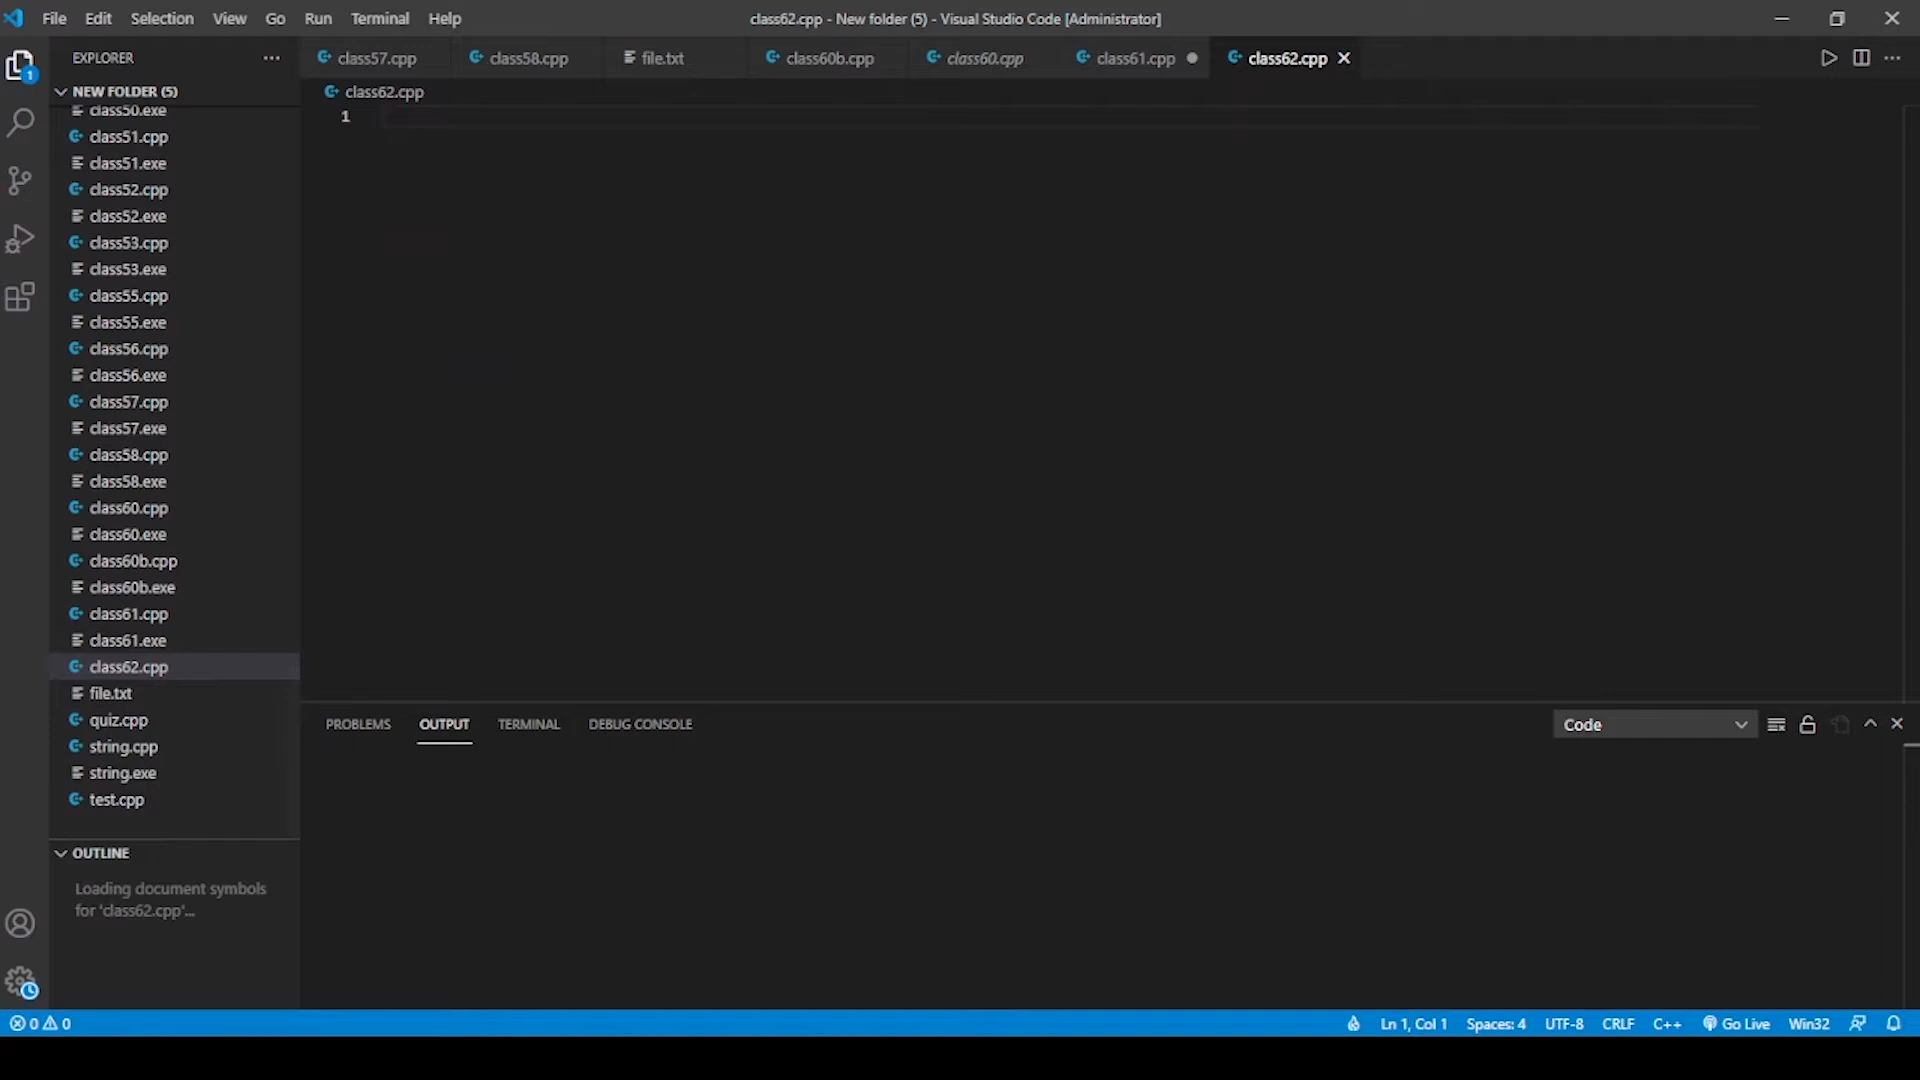 File Edit Selection View Go Run Terminal Help
class62.cpp - New folder (5) - Visual Studio Code [Administrator]
EXPLORER
class57.cpp class58.cpp file.txt class60b.cpp class60.cpp class61.cpp class62.cpp
1
NEW FOLDER (5)
class62.cpp
1
class50.exe
class51.cpp
class51.exe
class52.cpp
class52.exe
class53.cpp
class53.exe
class55.cpp
class55.exe
class56.cpp
class56.exe
class57.cpp
class57.exe
class58.cpp
class58.exe
class60.cpp
class60.exe
class60b.cpp
class60b.exe
class61.cpp
class61.exe
class62.cpp
file.txt
quiz.cpp
string.cpp
string.exe
test.cpp
PROBLEMS OUTPUT TERMINAL DEBUG CONSOLE
Code
OUTLINE
Loading document symbols
for 'class62.cpp'...
0 0
Ln 1, Col 1 Spaces: 4 UTF-8 CRLF C++ Go Live Win32